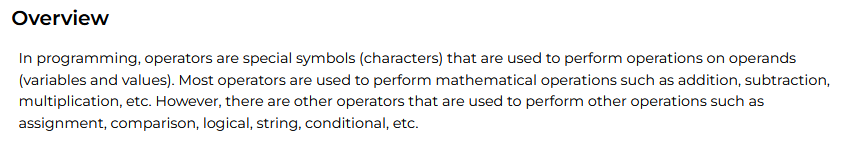 Overview
In programming, operators are special symbols (characters) that are used to perform operations on operands
(variables and values). Most operators are used to perform mathematical operations such as addition, subtraction,
multiplication, etc. However, there are other operators that are used to perform other operations such as
assignment, comparison, logical, string, conditional, etc.